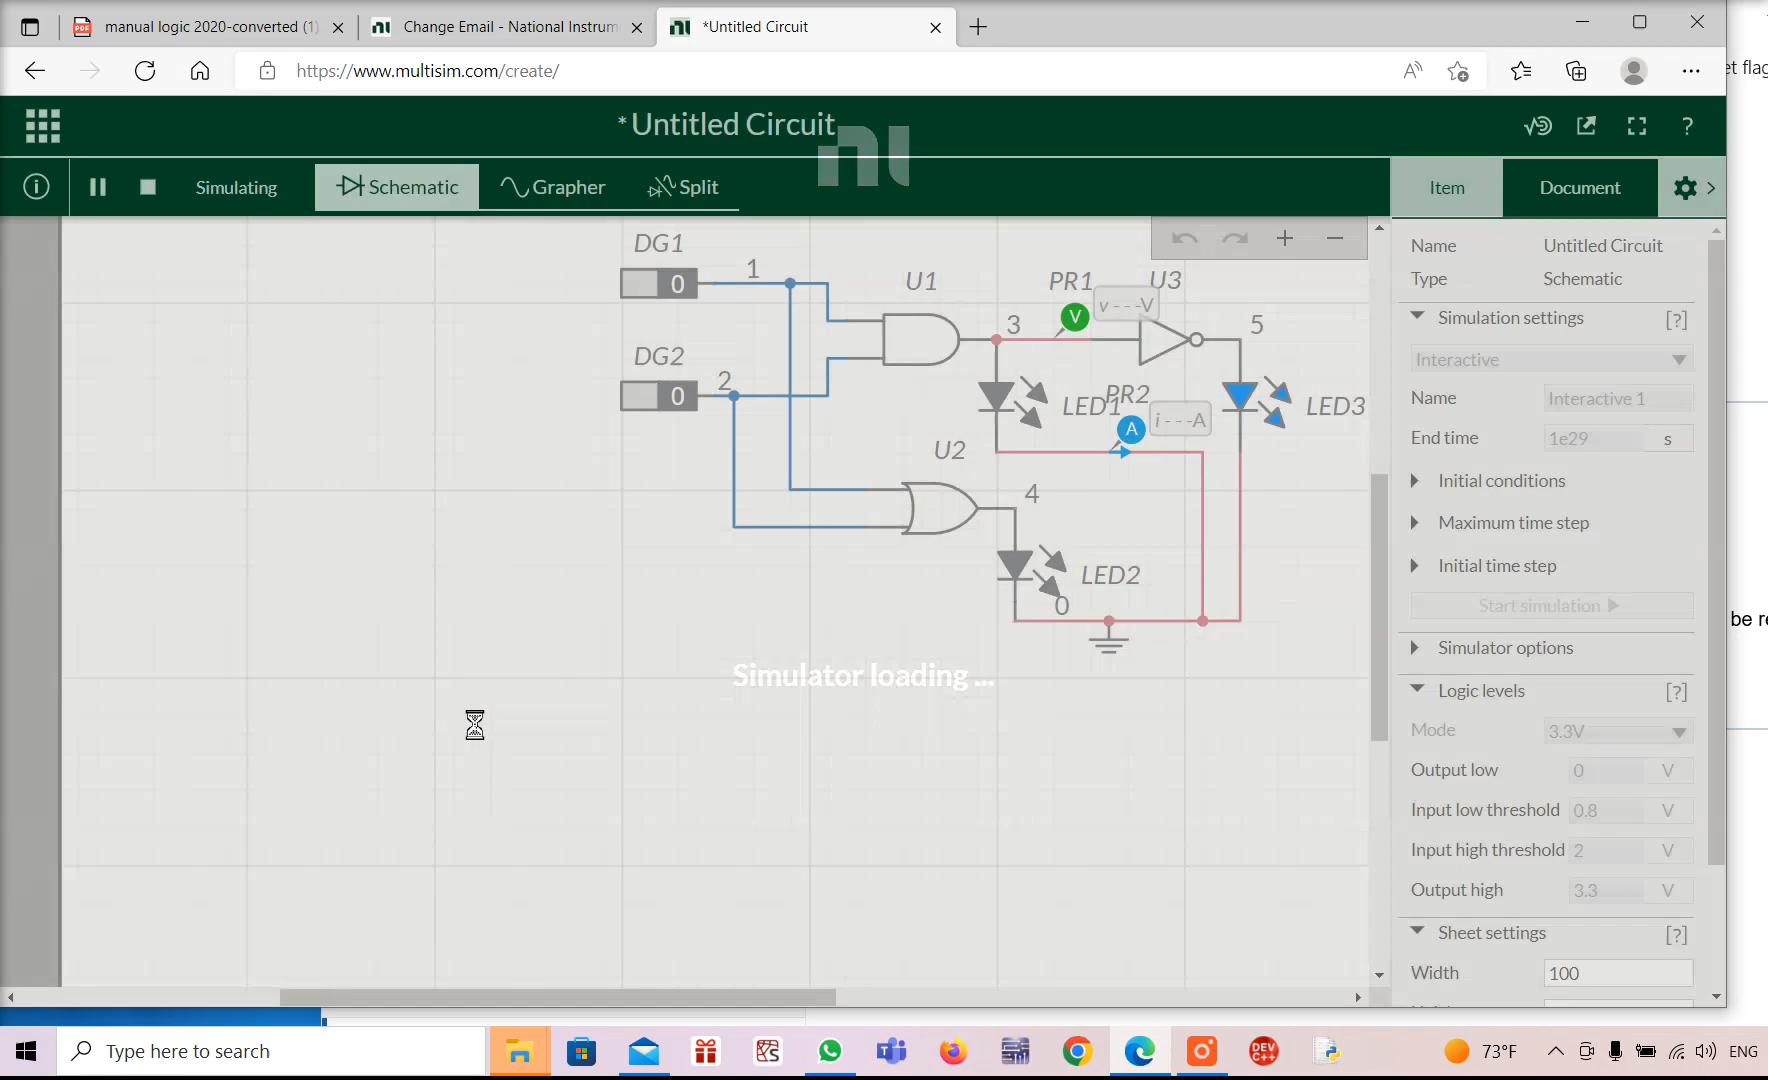 manual logic 2020-converted (1)
Change Email - National Instrum
*Untitled Circuit
https://www.multisim.com/create/
et flag
*Untitled Circuit
Simulating
Schematic
Grapher
Split
Item
Document
DG1
0
1
DG2
0
2
U1
3
PR1
V
v - - -V
U3
5
LED1
PR2
A
i - - -A
LED3
U2
4
LED2
0
Simulator loading ...
Name Untitled Circuit
Type Schematic
Simulation settings [?]
Interactive
Name Interactive 1
End time 1e29 s
Initial conditions
Maximum time step
Initial time step
Start simulation
Simulator options
Logic levels [?]
Mode 3.3V
Output low 0 V
Input low threshold 0.8 V
Input high threshold 2 V
Output high 3.3 V
Sheet settings [?]
Width 100
be re
Type here to search
DEV
C++
73°F
ENG